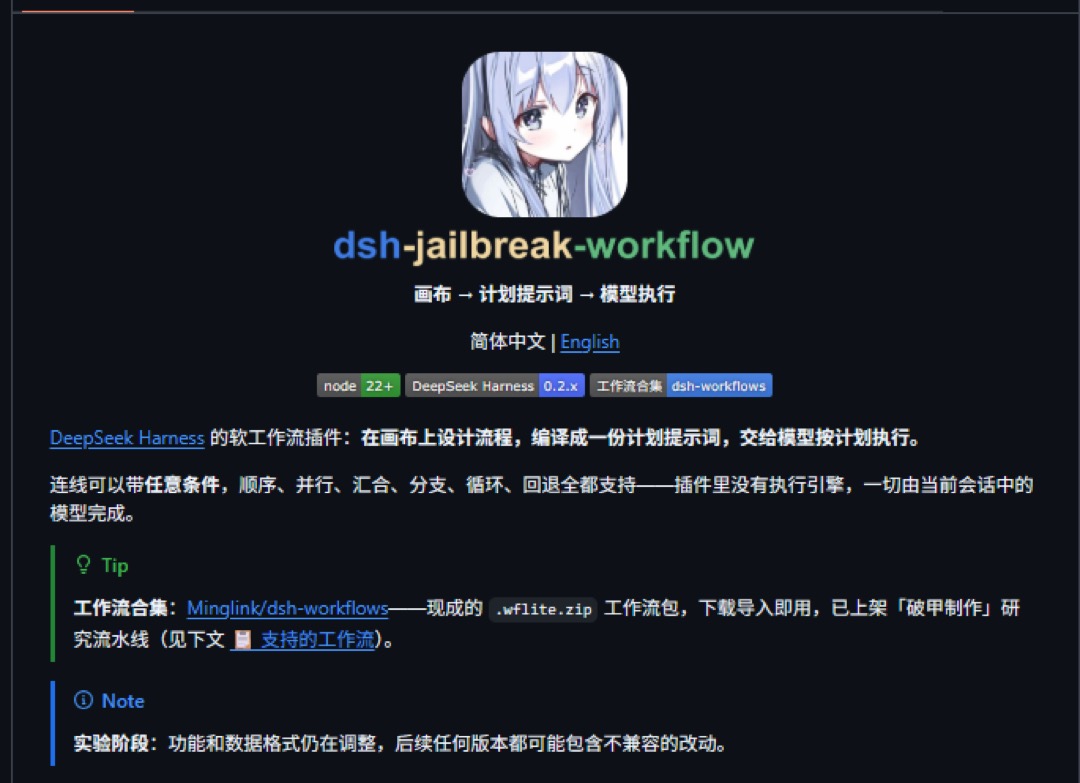 dsh-jailbreak-workflow
画布 → 计划提示词 → 模型执行
简体中文 | English
node 22+ DeepSeek Harness 0.2.x 工作流合集 dsh-workflows
DeepSeek Harness 的软工作流插件：在画布上设计流程，编译成一份计划提示词，交给模型按计划执行。
连线可以带任意条件，顺序、并行、汇合、分支、循环、回退全都支持——插件里没有执行引擎，一切由当前会话中的
模型完成。
Tip
工作流合集：Minglink/dsh-workflows——现成的 .wflite.zip 工作流包，下载导入即用，已上架「破甲制作」研
究流水线（见下文 📋 支持的工作流）。
Note
实验阶段：功能和数据格式仍在调整，后续任何版本都可能包含不兼容的改动。